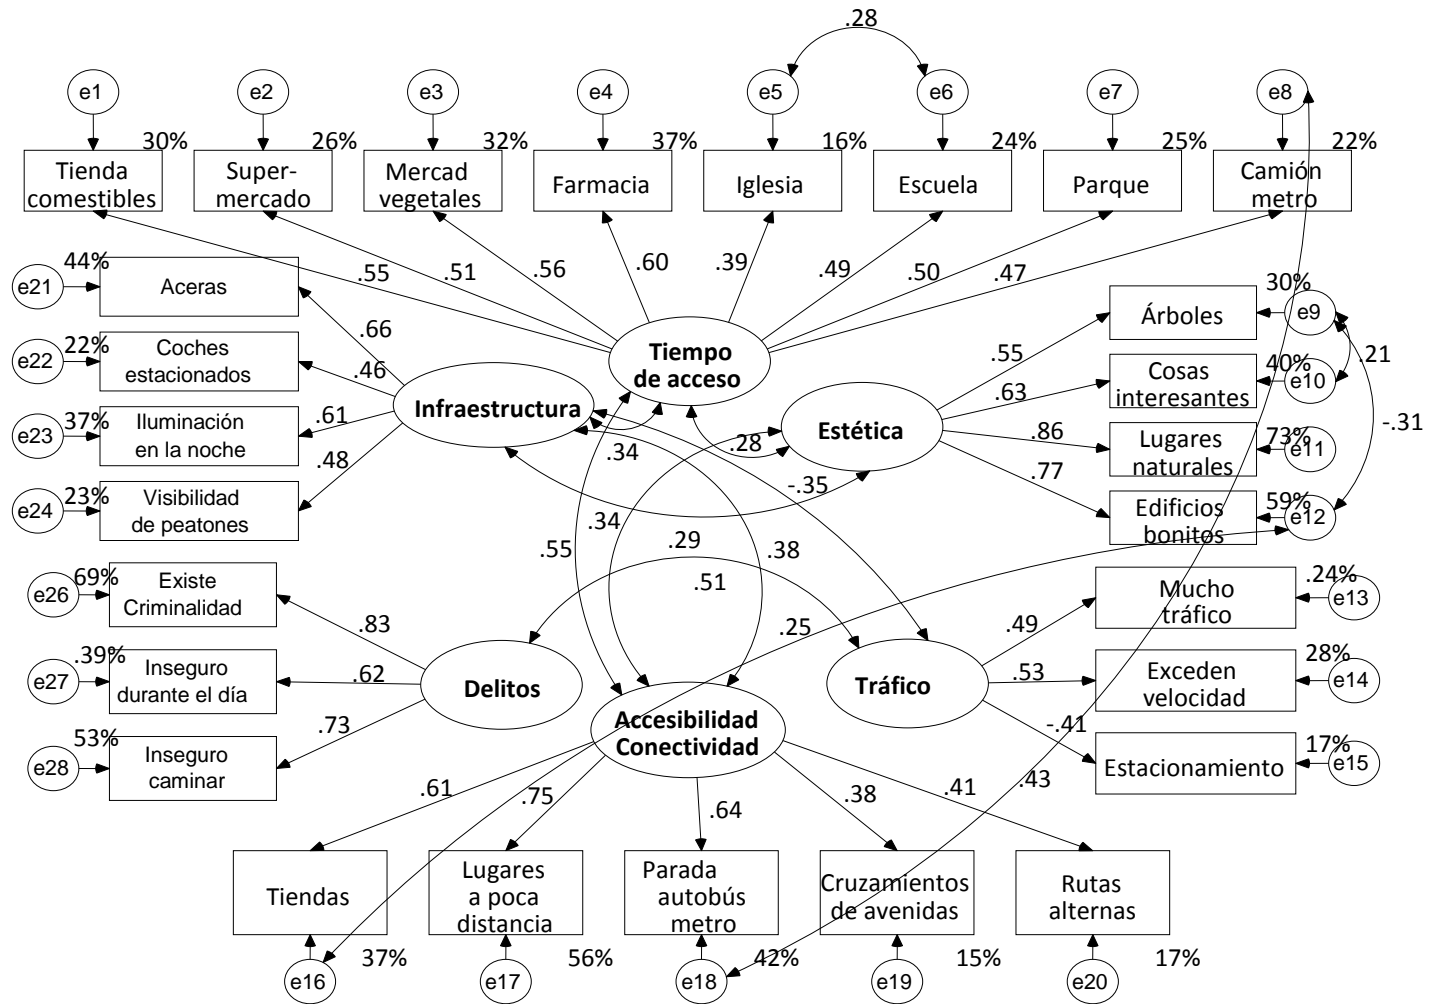 .28
e1
e2
e3
e4
e5
e6
e7
e8
30%
26%
32%
37%
16%
24%
25%
22%
Tienda
comestibles
Super-
mercado
Mercad
vegetales
Farmacia
Iglesia
Escuela
Parque
Camión
metro
.55
.51
.56
.60
.39
.49
.50
.47
e21
44%
Aceras
e22
22%
Coches
estacionados
e23
37%
Iluminación
en la noche
e24
23%
Visibilidad
de peatones
.66
.46
.61
.48
Infraestructura
Tiempo
de acceso
Estética
.55
.63
.86
.77
Árboles
30%
e9
Cosas
interesantes
40%
e10
Lugares
naturales
73%
e11
Edificios
bonitos
59%
e12
.21
-.31
.34
.28
-.35
.34
.55
.29
.38
.51
.25
e26
69%
Existe
Criminalidad
e27
.39%
Inseguro
durante el día
e28
53%
Inseguro
caminar
.83
.62
.73
Delitos
Tráfico
Accesibilidad
Conectividad
.49
.53
-.41
.43
Mucho
tráfico
.24%
e13
Exceden
velocidad
28%
e14
Estacionamiento
17%
e15
.61
.75
.64
.38
.41
Tiendas
Lugares
a poca
distancia
Parada
autobús
metro
Cruzamientos
de avenidas
Rutas
alternas
e16
37%
e17
56%
e18
42%
e19
15%
e20
17%